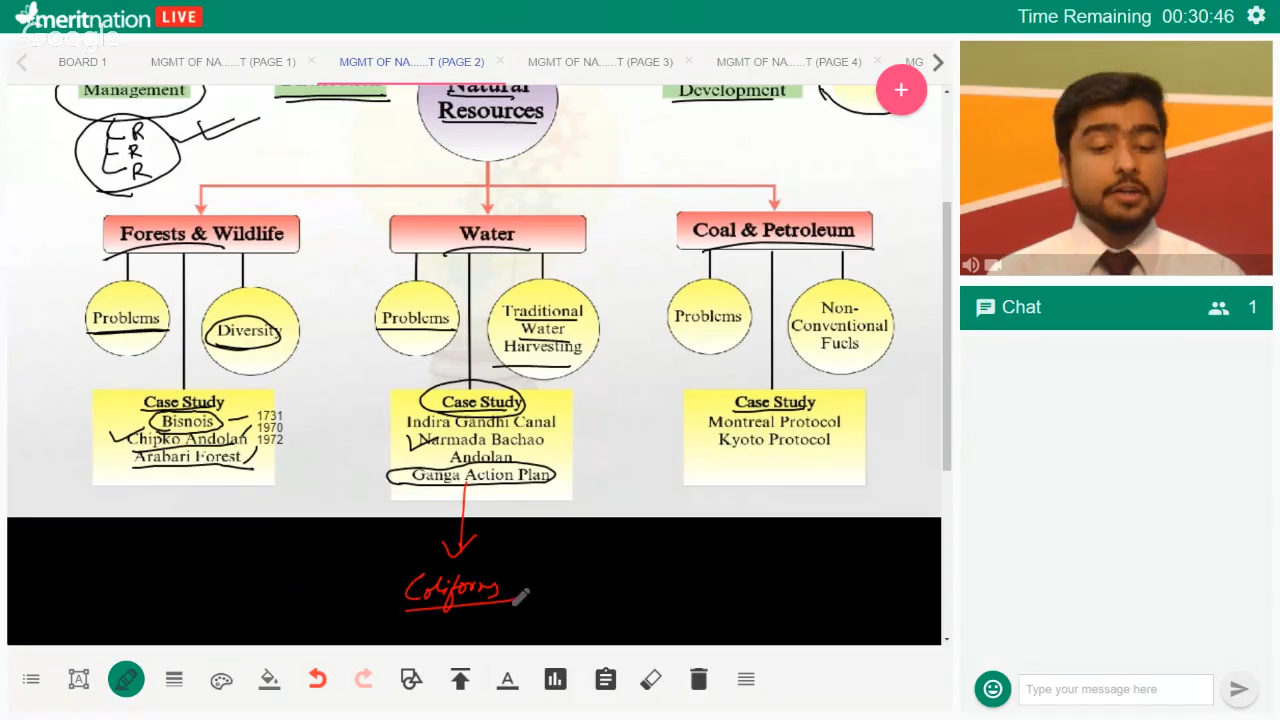 meritnation LIVE
Google
Time Remaining 00:30:46
BOARD 1
MGMT OF NA......T (PAGE 1) ×
MGMT OF NA......T (PAGE 2) ×
MGMT OF NA......T (PAGE 3) ×
MGMT OF NA......T (PAGE 4) ×
MG
+
Management
Natural
Resources
Development
R
R
R
Forests & Wildlife
Water
Coal & Petroleum
Problems
Diversity
Problems
Traditional
Water
Harvesting
Problems
Non-
Conventional
Fuels
Case Study
Bisnois
Chipko Andolan
Arabari Forest
1731
1970
1972
Case Study
Indira Gandhi Canal
Narmada Bachao
Andolan
Ganga Action Plan
Case Study
Montreal Protocol
Kyoto Protocol
Coliforms
Chat
1
Type your message here